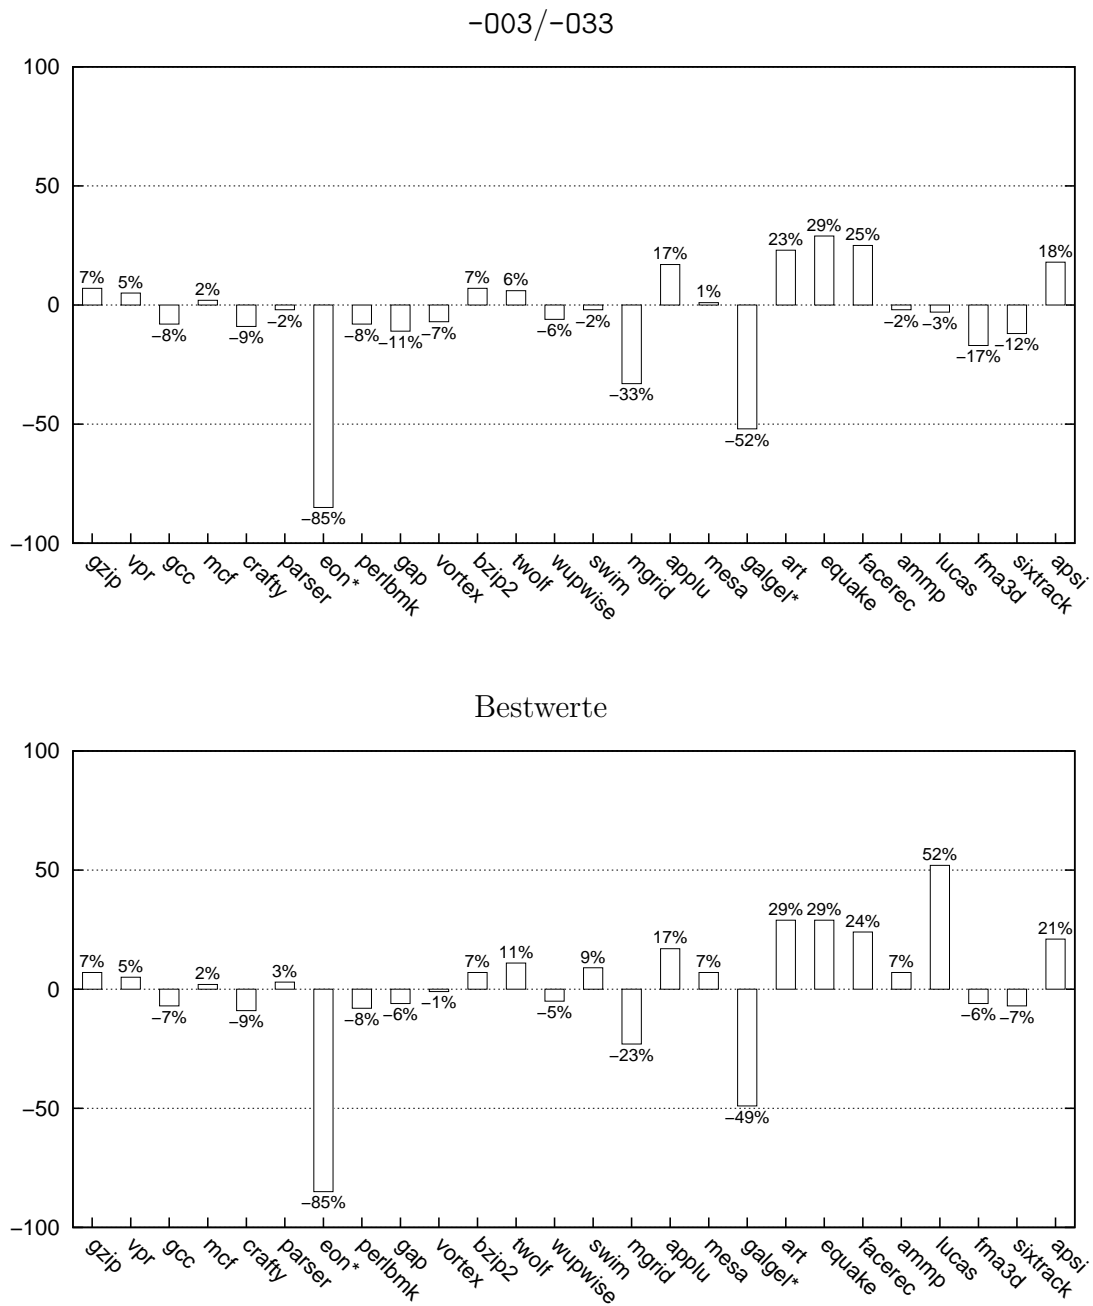 -O03/-O33
100
50
0
−50
−100
7% 5% −8% 2% −9% −2% −85% −8% −11% −7% 7% 6% −6% −2% −33% 17% 1% −52% 23% 29% 25% −2% −3% −17% −12% 18%
gzip vpr gcc mcf crafty parser eon* perlbmk gap vortex bzip2 twolf wupwise swim mgrid applu mesa galgel* art equake facerec ammp lucas fma3d sixtrack apsi
Bestwerte
100
50
0
−50
−100
7% 5% −7% 2% −9% 3% −85% −8% −6% −1% 7% 11% −5% 9% −23% 17% 7% −49% 29% 29% 24% 7% 52% −6% −7% 21%
gzip vpr gcc mcf crafty parser eon* perlbmk gap vortex bzip2 twolf wupwise swim mgrid applu mesa galgel* art equake facerec ammp lucas fma3d sixtrack apsi